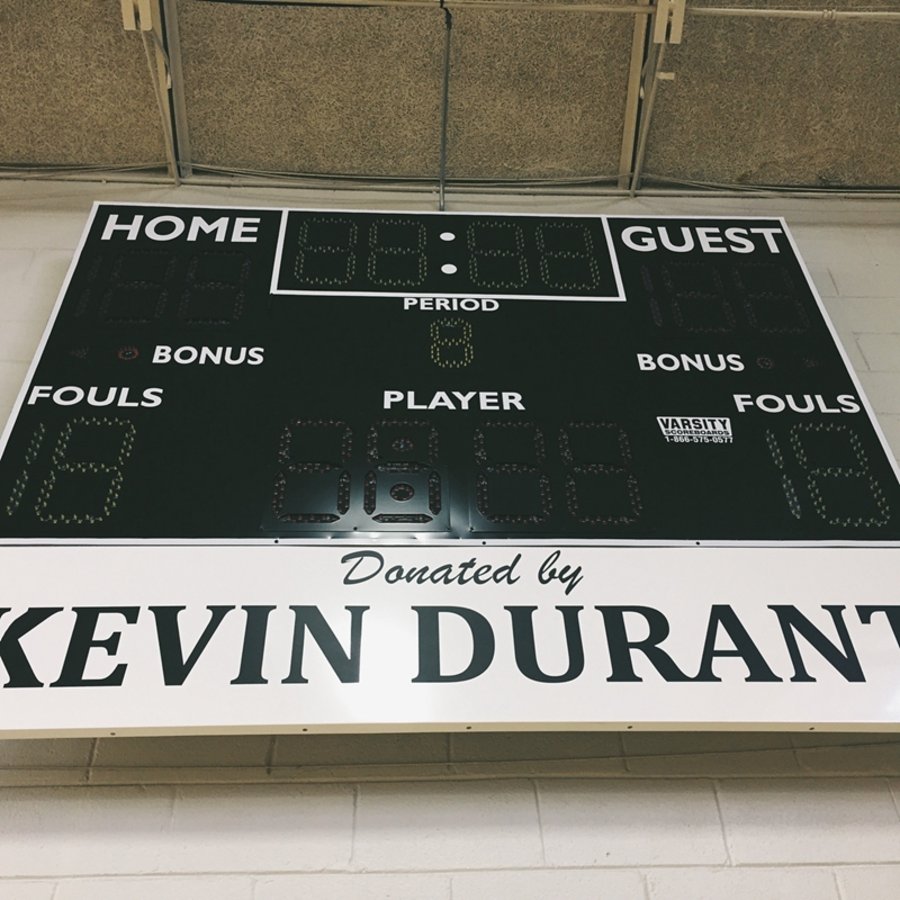 HOME
GUEST
PERIOD
BONUS
BONUS
FOULS
PLAYER
FOULS
VARSITY
SCOREBOARDS
1-866-575-0577
Donated by
KEVIN DURANT